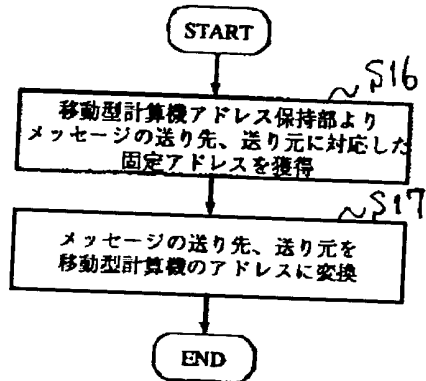 START
S16
移動型計算機アドレス保持部より
メッセージの送り先、送り元に対応した
固定アドレスを獲得
S17
メッセージの送り先、送り元を
移動型計算機のアドレスに変換
END